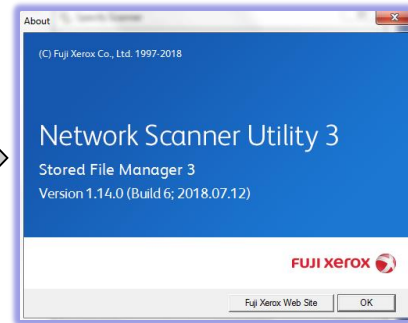 About
(C) Fuji Xerox Co., Ltd. 1997-2018
Network Scanner Utility 3
Stored File Manager 3
Version 1.14.0 (Build 6; 2018.07.12)
FUJI xerox
Fuji Xerox Web Site
OK